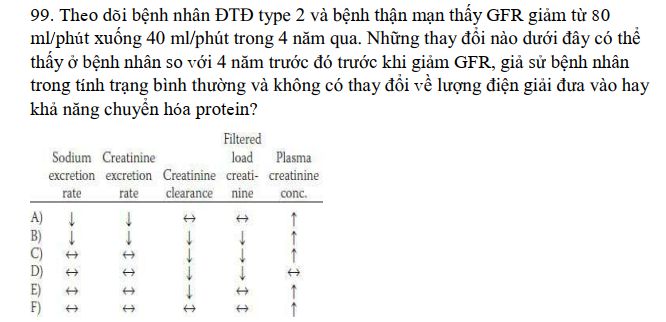 99. Theo dõi bệnh nhân ĐTĐ type 2 và bệnh thận mạn thấy GFR giảm từ 80
ml/phút xuống 40 ml/phút trong 4 năm qua. Những thay đổi nào dưới đây có thể
thấy ở bệnh nhân so với 4 năm trước đó trước khi giảm GFR, giả sử bệnh nhân
trong tính trạng bình thường và không có thay đổi về lượng điện giải đưa vào hay
khả năng chuyển hóa protein?
Filtered
Sodium Creatinine load Plasma
excretion excretion Creatinine creati- creatinine
rate rate clearance nine conc.
A) ↓ ↓ ↔ ↔ ↑
B) ↓ ↓ ↓ ↓ ↑
C) ↔ ↔ ↓ ↓ ↑
D) ↔ ↔ ↓ ↓ ↔
E) ↔ ↔ ↓ ↔ ↑
F) ↔ ↔ ↔ ↔ ↑